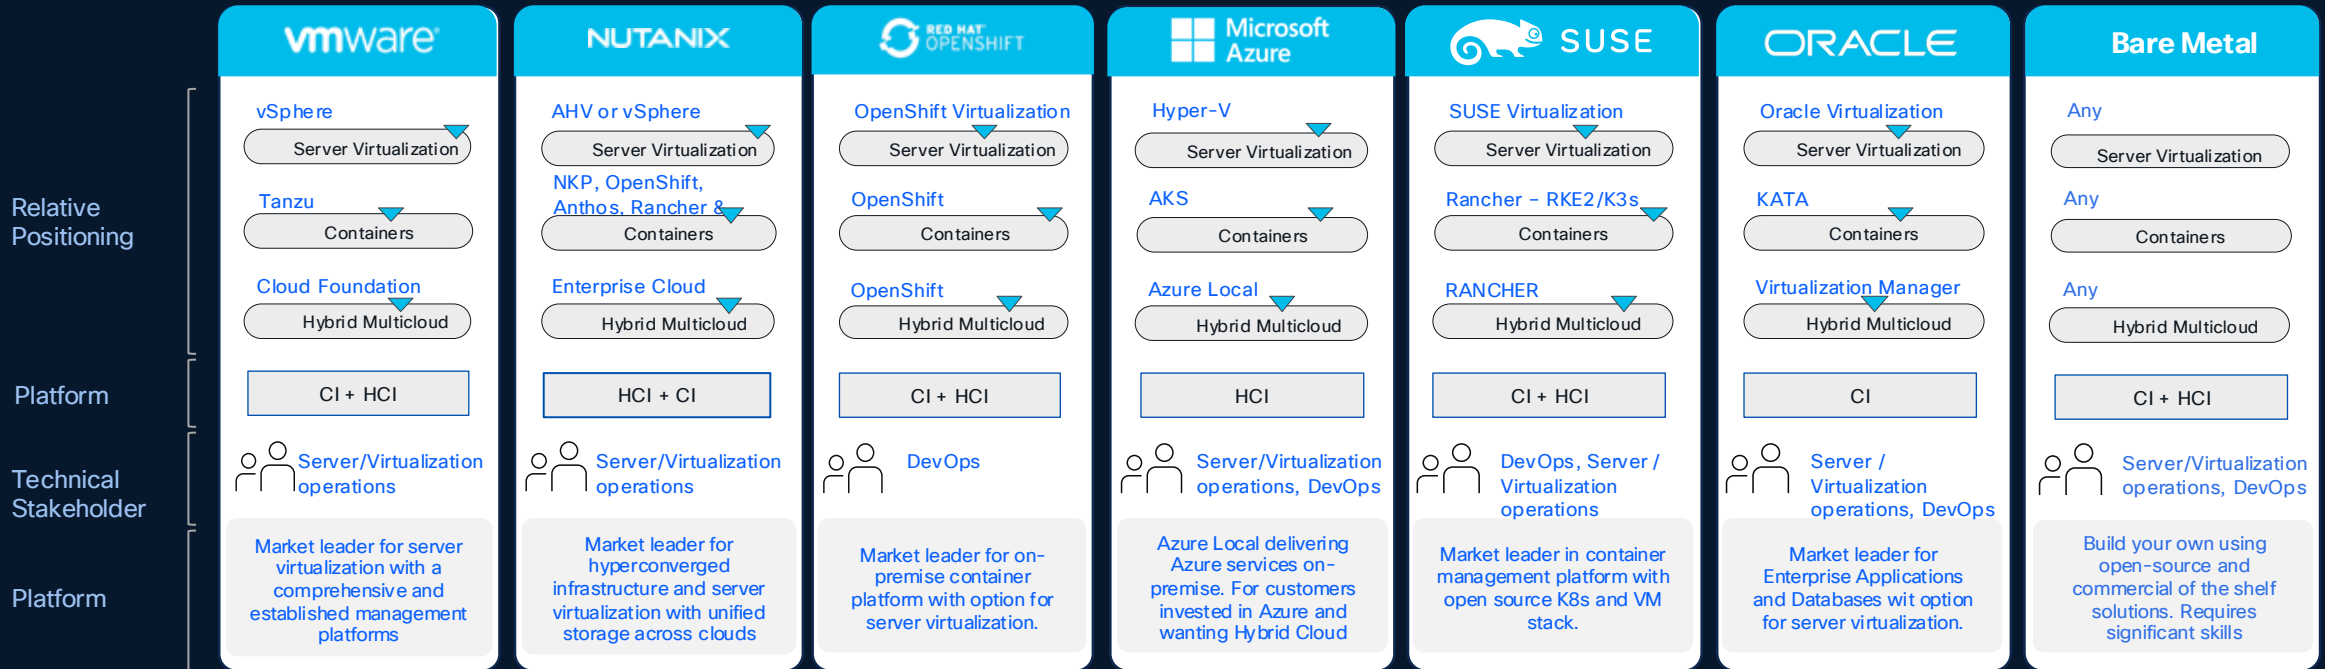 vmware®
NUTANIX
RED HAT®
OPENSHIFT
Microsoft
Azure
SUSE
ORACLE
Bare Metal
Relative
Positioning
vSphere
Server Virtualization
Tanzu
Containers
Cloud Foundation
Hybrid Multicloud
AHV or vSphere
Server Virtualization
NKP, OpenShift,
Anthos, Rancher &
Containers
Enterprise Cloud
Hybrid Multicloud
OpenShift Virtualization
Server Virtualization
OpenShift
Containers
OpenShift
Hybrid Multicloud
Hyper-V
Server Virtualization
AKS
Containers
Azure Local
Hybrid Multicloud
SUSE Virtualization
Server Virtualization
Rancher – RKE2/K3s
Containers
RANCHER
Hybrid Multicloud
Oracle Virtualization
Server Virtualization
KATA
Containers
Virtualization Manager
Hybrid Multicloud
Any
Server Virtualization
Any
Containers
Any
Hybrid Multicloud
Platform
CI + HCI
HCI + CI
CI + HCI
HCI
CI + HCI
CI
CI + HCI
Technical
Stakeholder
Server/Virtualization
operations
Server/Virtualization
operations
DevOps
Server/Virtualization
operations, DevOps
DevOps, Server /
Virtualization
operations
Server /
Virtualization
operations, DevOps
Server/Virtualization
operations, DevOps
Platform
Market leader for server
virtualization with a
comprehensive and
established management
platforms
Market leader for
hyperconverged
infrastructure and server
virtualization with unified
storage across clouds
Market leader for on-
premise container
platform with option for
server virtualization.
Azure Local delivering
Azure services on-
premise. For customers
invested in Azure and
wanting Hybrid Cloud
Market leader in container
management platform with
open source K8s and VM
stack.
Market leader for
Enterprise Applications
and Databases wit option
for server virtualization.
Build your own using
open-source and
commercial of the shelf
solutions. Requires
significant skills